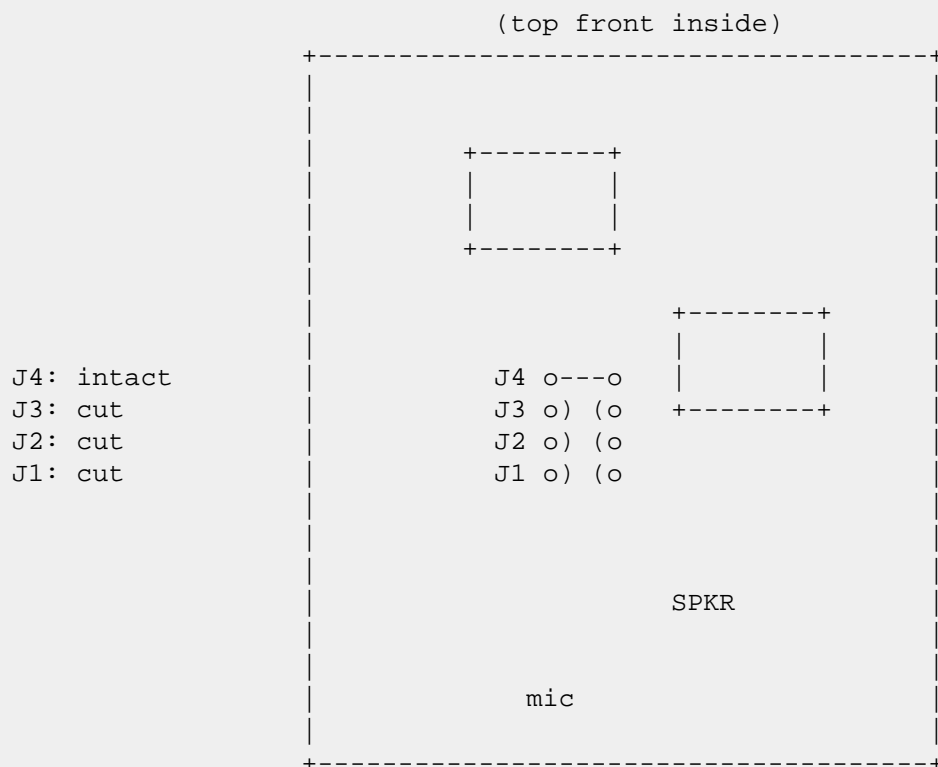 (top front inside)
J4: intact J4 o---o
J3: cut J3 o) (o
J2: cut J2 o) (o
J1: cut J1 o) (o
SPKR
mic